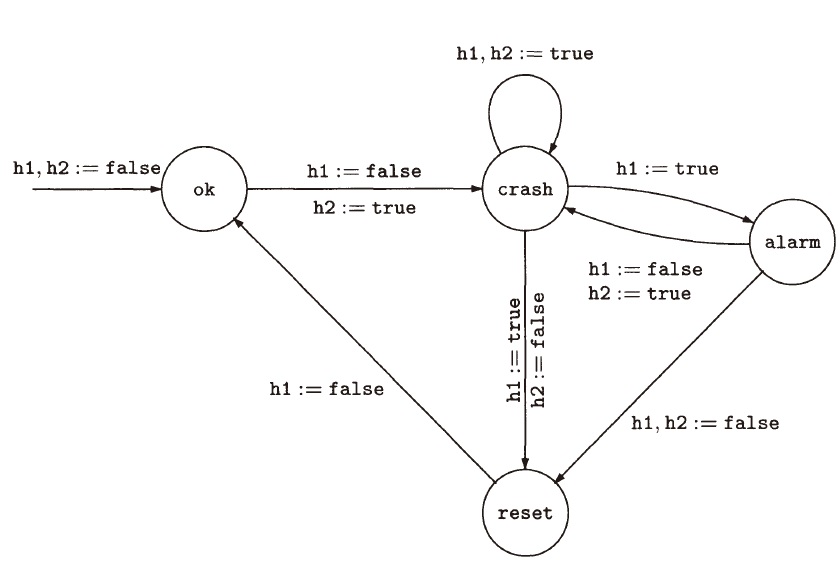 h1, h2 := true
h1, h2 := false
ok
h1 := false
h2 := true
crash
h1 := true
alarm
h1 := false
h2 := true
h1 := true
h2 := false
h1 := false
h1, h2 := false
reset